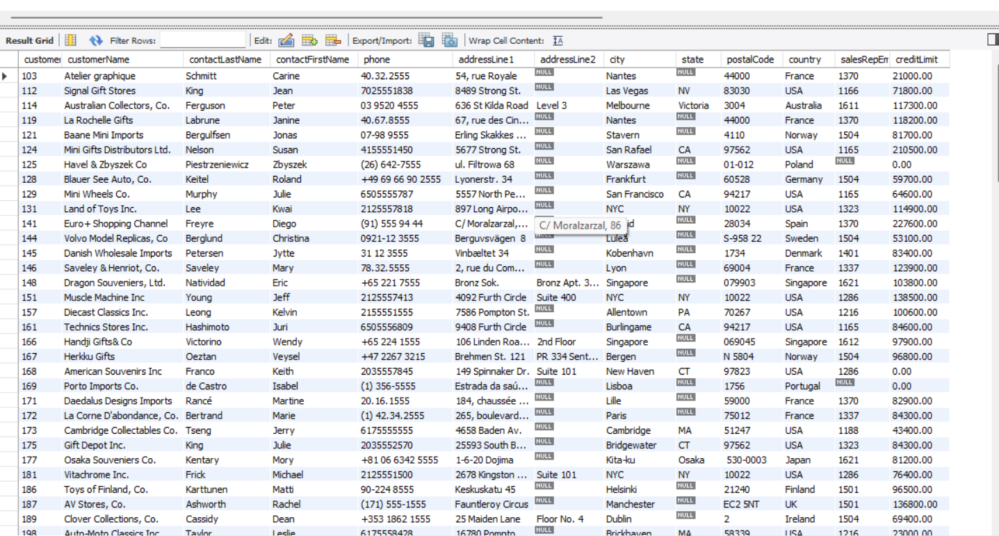 Result Grid Filter Rows: Edit: Export/Import: Wrap Cell Content: IA
customer customerName contactLastName contactFirstName phone addressLine1 addressLine2 city state postalCode country salesRepEm creditLimit
103 Atelier graphique Schmitt Carine 40.32.2555 54, rue Royale NULL Nantes NULL 44000 France 1370 21000.00
112 Signal Gift Stores King Jean 7025551838 8489 Strong St. NULL Las Vegas NV 83030 USA 1166 71800.00
114 Australian Collectors, Co. Ferguson Peter 03 9520 4555 636 St Kilda Road Level 3 Melbourne Victoria 3004 Australia 1611 117300.00
119 La Rochelle Gifts Labrune Janine 40.67.8555 67, rue des Cin... NULL Nantes NULL 44000 France 1370 118200.00
121 Baane Mini Imports Bergulfsen Jonas 07-98 9555 Erling Skakkes ... NULL Stavern NULL 4110 Norway 1504 81700.00
124 Mini Gifts Distributors Ltd. Nelson Susan 4155551450 5677 Strong St. NULL San Rafael CA 97562 USA 1165 210500.00
125 Havel & Zbyszek Co Piestrzeniewicz Zbyszek (26) 642-7555 ul. Filtrowa 68 NULL Warszawa NULL 01-012 Poland NULL 0.00
128 Blauer See Auto, Co. Keitel Roland +49 69 66 90 2555 Lyonerstr. 34 NULL Frankfurt NULL 60528 Germany 1504 59700.00
129 Mini Wheels Co. Murphy Julie 6505555787 5557 North Pe... NULL San Francisco CA 94217 USA 1165 64600.00
131 Land of Toys Inc. Lee Kwai 2125557818 897 Long Airpo... NULL NYC NY 10022 USA 1323 114900.00
141 Euro+ Shopping Channel Freyre Diego (91) 555 94 44 C/ Moralzarzal,... C/ Moralzarzal, 86 id NULL 28034 Spain 1370 227600.00
144 Volvo Model Replicas, Co Berglund Christina 0921-12 3555 Berguvsvägen 8 NULL Luleå NULL S-958 22 Sweden 1504 53100.00
145 Danish Wholesale Imports Petersen Jytte 31 12 3555 Vinbæltet 34 NULL Kobenhavn NULL 1734 Denmark 1401 83400.00
146 Saveley & Henriot, Co. Saveley Mary 78.32.5555 2, rue du Com... NULL Lyon NULL 69004 France 1337 123900.00
148 Dragon Souveniers, Ltd. Natividad Eric +65 221 7555 Bronz Sok. Bronz Apt. 3... Singapore NULL 079903 Singapore 1621 103800.00
151 Muscle Machine Inc Young Jeff 2125557413 4092 Furth Circle Suite 400 NYC NY 10022 USA 1286 138500.00
157 Diecast Classics Inc. Leong Kelvin 2155551555 7586 Pompton St. NULL Allentown PA 70267 USA 1216 100600.00
161 Technics Stores Inc. Hashimoto Juri 6505556809 9408 Furth Circle NULL Burlingame CA 94217 USA 1165 84600.00
166 Handji Gifts& Co Victorino Wendy +65 224 1555 106 Linden Roa... 2nd Floor Singapore NULL 069045 Singapore 1612 97900.00
167 Herkku Gifts Oeztan Veysel +47 2267 3215 Brehmen St. 121 PR 334 Sent... Bergen NULL N 5804 Norway 1504 96800.00
168 American Souvenirs Inc Franco Keith 2035557845 149 Spinnaker Dr. Suite 101 New Haven CT 97823 USA 1286 0.00
169 Porto Imports Co. de Castro Isabel (1) 356-5555 Estrada da saú... NULL Lisboa NULL 1756 Portugal NULL 0.00
171 Daedalus Designs Imports Rancé Martine 20.16.1555 184, chaussée ... NULL Lille NULL 59000 France 1370 82900.00
172 La Corne D'abondance, Co. Bertrand Marie (1) 42.34.2555 265, boulevard... NULL Paris NULL 75012 France 1337 84300.00
173 Cambridge Collectables Co. Tseng Jerry 6175555555 4658 Baden Av. NULL Cambridge MA 51247 USA 1188 43400.00
175 Gift Depot Inc. King Julie 2035552570 25593 South B... NULL Bridgewater CT 97562 USA 1323 84300.00
177 Osaka Souveniers Co. Kentary Mory +81 06 6342 5555 1-6-20 Dojima NULL Kita-ku Osaka 530-0003 Japan 1621 81200.00
181 Vitachrome Inc. Frick Michael 2125551500 2678 Kingston ... Suite 101 NYC NY 10022 USA 1286 76400.00
186 Toys of Finland, Co. Karttunen Matti 90-224 8555 Keskuskatu 45 NULL Helsinki NULL 21240 Finland 1501 96500.00
187 AV Stores, Co. Ashworth Rachel (171) 555-1555 Fauntleroy Circus NULL Manchester NULL EC2 5NT UK 1501 136800.00
189 Clover Collections, Co. Cassidy Dean +353 1862 1555 25 Maiden Lane Floor No. 4 Dublin NULL 2 Ireland 1504 69400.00
198 Auto-Moto Classics Inc. Taylor Leslie 6175558428 16780 Pompto... NULL Brickhaven MA 58339 USA 1216 23000.00